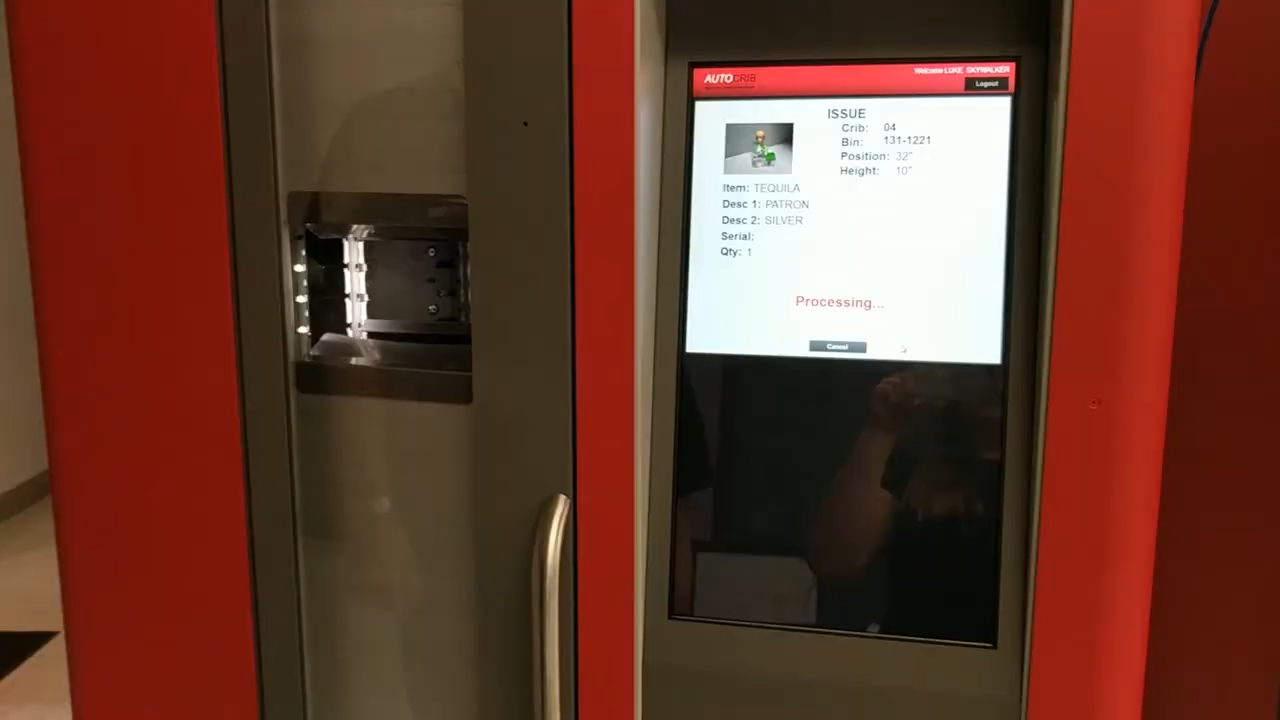 Welcome LUKE SKYWALKER
AUTOCRIB
Logout
ISSUE
Crib: 04
Bin: 131-1221
Position: 32"
Height: 10"
Item: TEQUILA
Desc 1: PATRON
Desc 2: SILVER
Serial:
Qty: 1
Processing...
Cancel